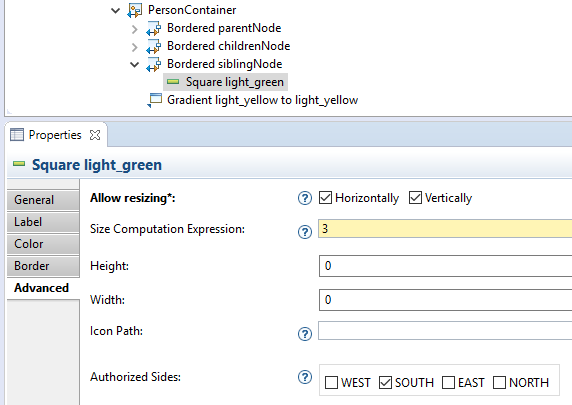 PersonContainer
Bordered parentNode
Bordered childrenNode
Bordered siblingNode
Square light_green
Gradient light_yellow to light_yellow
Properties
Square light_green
General
Label
Color
Border
Advanced
Allow resizing*: Horizontally Vertically
Size Computation Expression: 3
Height: 0
Width: 0
Icon Path:
Authorized Sides: WEST SOUTH EAST NORTH